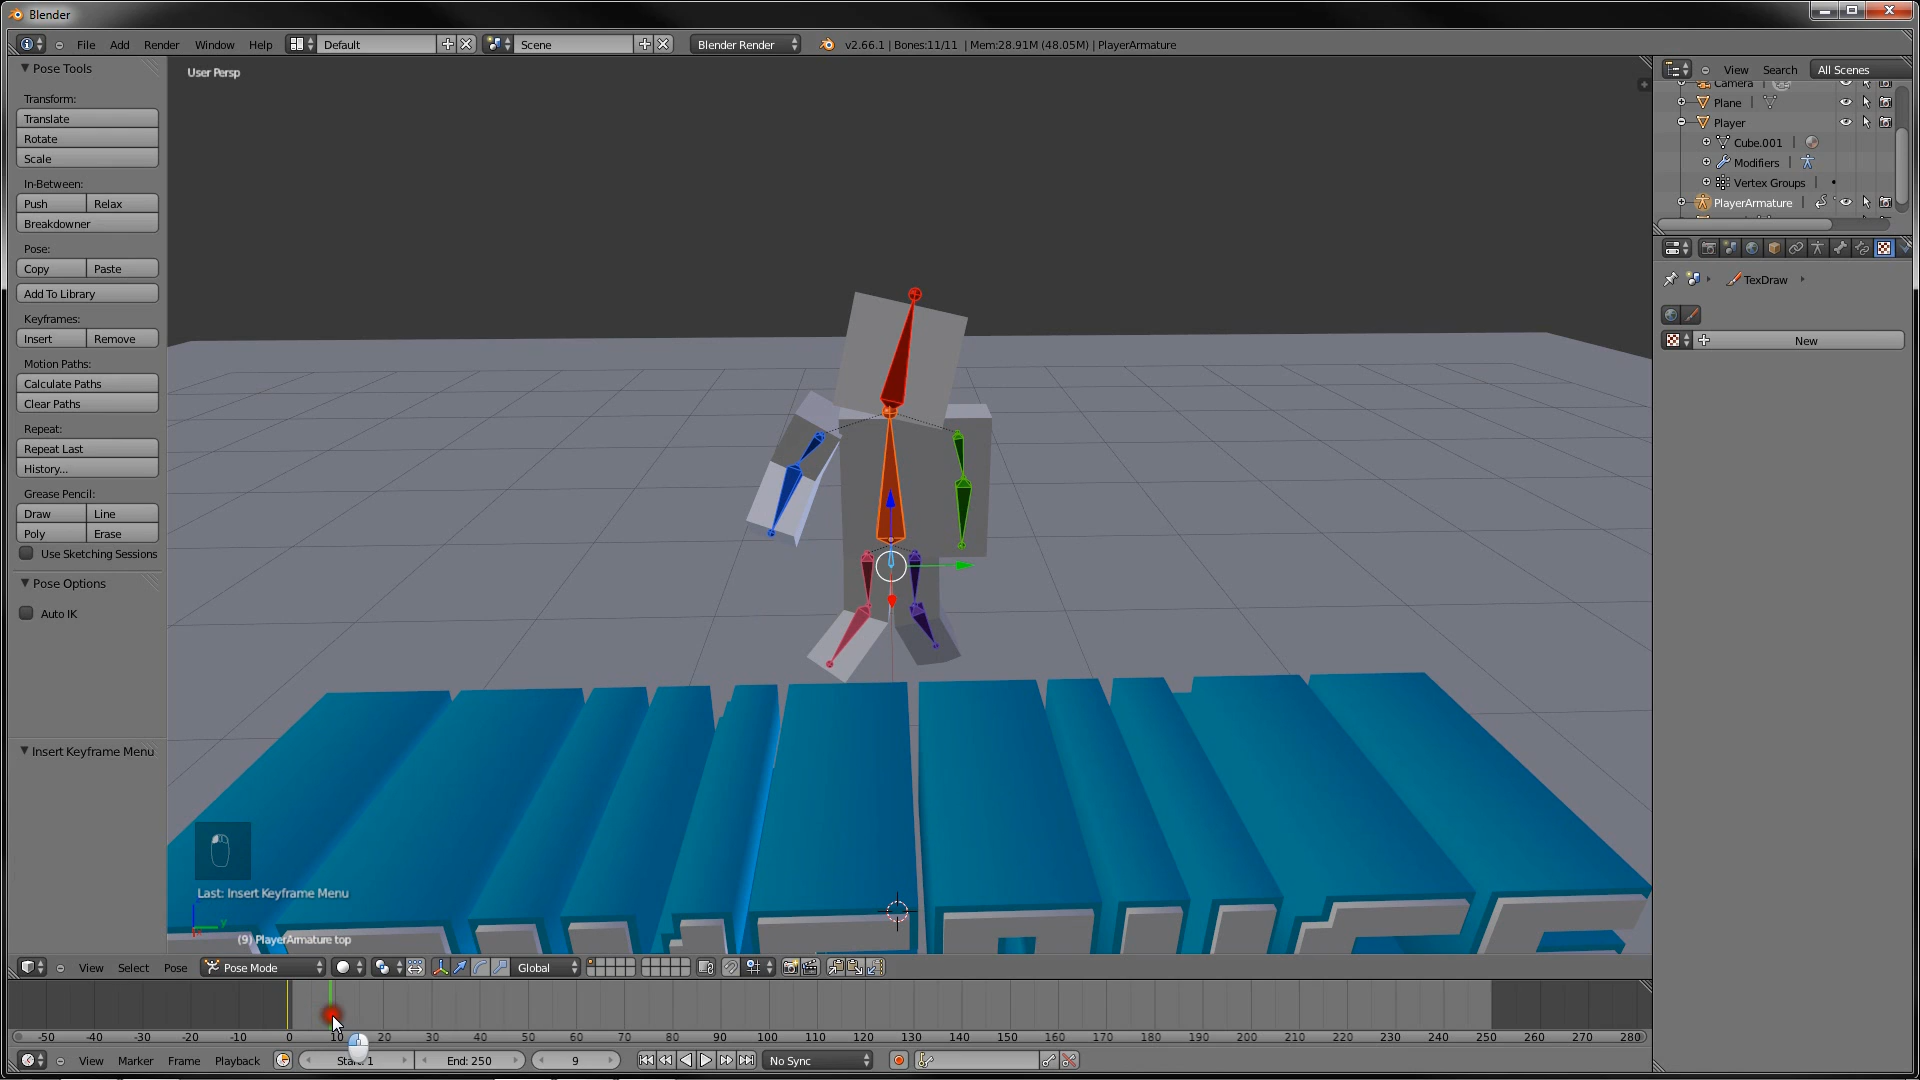 Blender
File Add Render Window Help Default Scene Blender Render v2.66.1 | Bones:11/11 | Mem:28.91M (48.05M) | PlayerArmature
Pose Tools
Transform:
Translate
Rotate
Scale
In-Between:
Push Relax
Breakdowner
Pose:
Copy Paste
Add To Library
Keyframes:
Insert Remove
Motion Paths:
Calculate Paths
Clear Paths
Repeat:
Repeat Last
History...
Grease Pencil:
Draw Line
Poly Erase
Use Sketching Sessions
Pose Options
Auto IK
Insert Keyframe Menu
User Persp
Last: Insert Keyframe Menu
(9) PlayerArmature top
View Search All Scenes
Camera
Plane
Player
Cube.001
Modifiers
Vertex Groups
PlayerArmature
TexDraw
New
View Select Pose Pose Mode Global
-50 -40 -30 -20 -10 0 10 20 30 40 50 60 70 80 90 100 110 120 130 140 150 160 170 180 190 200 210 220 230 240 250 260 270 280
View Marker Frame Playback Start: 1 End: 250 9 No Sync